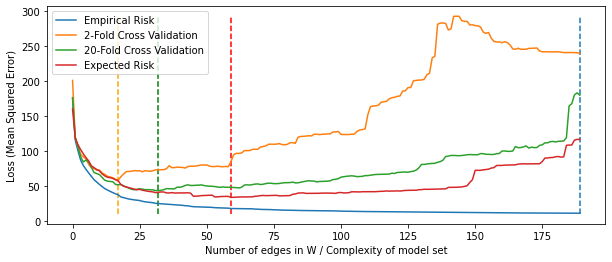 Empirical Risk
2-Fold Cross Validation
20-Fold Cross Validation
Expected Risk
Loss (Mean Squared Error)
300
250
200
150
100
50
0
0 25 50 75 100 125 150 175
Number of edges in W / Complexity of model set